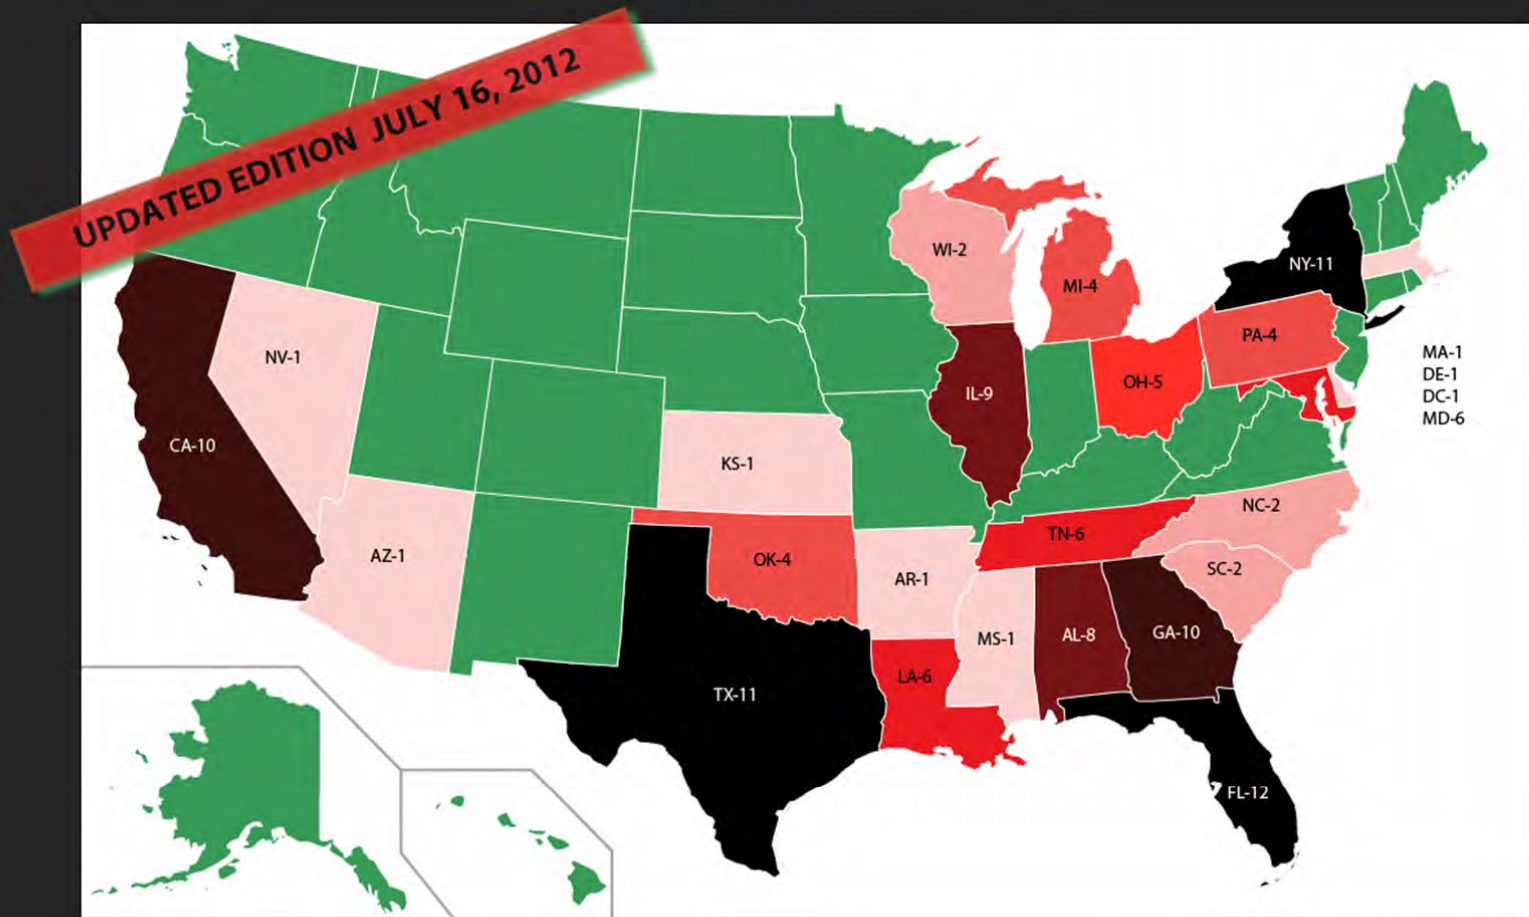 UPDATED EDITION JULY 16, 2012
WI-2
NY-11
MI-4
PA-4
NV-1
OH-5
IL-9
MA-1
DE-1
DC-1
MD-6
CA-10
KS-1
NC-2
TN-6
AZ-1
OK-4
AR-1
SC-2
MS-1
AL-8
GA-10
LA-6
TX-11
FL-12